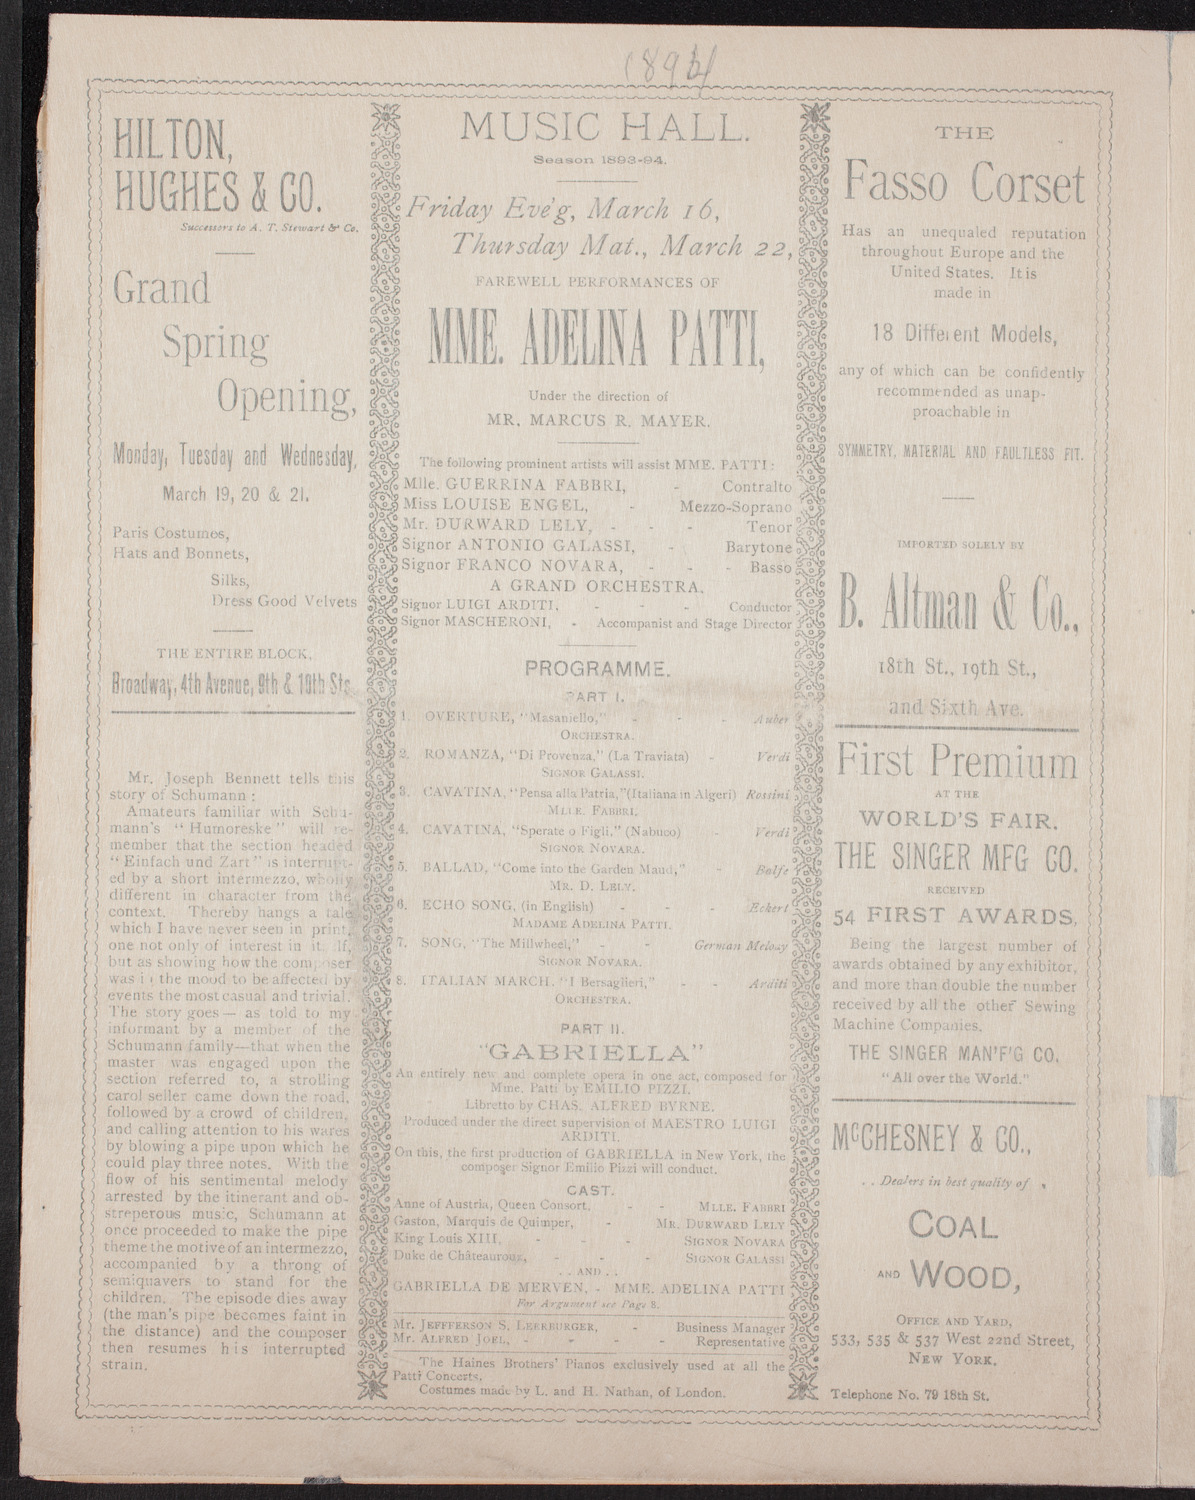 189
HILTON,
HUGHES & CO.
Successors to A. T. Stewart & Co.
Grand
Spring
Opening,
Monday, Tuesday and Wednesday,
March 19, 20 & 21.
Paris Costumes,
Hats and Bonnets,
Silks,
Dress Good Velvets
THE ENTIRE BLOCK,
Broadway, 4th Avenue, 9th & 10th Sts.
Mr. Joseph Bennett tells this
story of Schumann :
Amateurs familiar with Schu-
mann's "Humoreske" will re-
member that the section headed
"Einfach und Zart" is interrupt-
ed by a short intermezzo, wholly
different in character from the
context. Thereby hangs a tale
which I have never seen in print,
one not only of interest in it elf,
but as showing how the composer
was i the mood to be affected by
events the most casual and trivial.
The story goes — as told to my
informant by a member of the
Schumann family—that when the
master was engaged upon the
section referred to, a strolling
carol seller came down the road,
followed by a crowd of children,
and calling attention to his wares
by blowing a pipe upon which he
could play three notes. With the
flow of his sentimental melody
arrested by the itinerant and ob-
streperous music, Schumann at
once proceeded to make the pipe
theme the motive of an intermezzo,
accompanied by a throng of
semiquavers to stand for the
children. The episode dies away
(the man's pipe becomes faint in
the distance) and the composer
then resumes his interrupted
strain.
MUSIC HALL.
Season 1893-94.
Friday Eve'g, March 16,
Thursday Mat., March 22,
FAREWELL PERFORMANCES OF
MME. ADELINA PATTI,
Under the direction of
MR. MARCUS R. MAYER.
The following prominent artists will assist MME. PATTI :
Mlle. GUERRINA FABBRI, - Contralto
Miss LOUISE ENGEL, - Mezzo-Soprano
Mr. DURWARD LELY, - - - Tenor
Signor ANTONIO GALASSI, - Barytone
Signor FRANCO NOVARA, - - - Basso
A GRAND ORCHESTRA.
Signor LUIGI ARDITI, - - - Conductor
Signor MASCHERONI, - Accompanist and Stage Director
PROGRAMME.
PART I.
1. OVERTURE, "Masaniello," - - - Auber
ORCHESTRA.
2. ROMANZA, "Di Provenza," (La Traviata) - Verdi
SIGNOR GALASSI.
3. CAVATINA, "Pensa alla Patria," (Italiana in Algeri) Rossini
MLLE. FABBRI.
4. CAVATINA, "Sperate o Figli," (Nabuco) - Verdi
SIGNOR NOVARA.
5. BALLAD, "Come into the Garden Maud," - Balfe
MR. D. LELY.
6. ECHO SONG, (in English) - - - Eckert
MADAME ADELINA PATTI.
7. SONG, "The Millwheel," - - German Melody
SIGNOR NOVARA.
8. ITALIAN MARCH. "I Bersaglieri," - - Arditi
ORCHESTRA.
PART II.
"GABRIELLA"
An entirely new and complete opera in one act, composed for
Mme. Patti by EMILIO PIZZI.
Libretto by CHAS. ALFRED BYRNE.
Produced under the direct supervision of MAESTRO LUIGI
ARDITI.
On this, the first production of GABRIELLA in New York, the
composer Signor Emilio Pizzi will conduct.
CAST.
Anne of Austria, Queen Consort, - - MLLE. FABBRI
Gaston, Marquis de Quimper, - MR. DURWARD LELY
King Louis XIII, - - - SIGNOR NOVARA
Duke de Châteauroux, - - - SIGNOR GALASSI
. . AND . .
GABRIELLA DE MERVEN, - MME. ADELINA PATTI
For Argument see Page 8.
Mr. JEFFFERSON S. LEERBURGER, - Business Manager
Mr. ALFRED JOEL, - - - - Representative
The Haines Brothers' Pianos exclusively used at all the
Patti Concerts.
Costumes made by L. and H. Nathan, of London.
THE
Fasso Corset
Has an unequaled reputation
throughout Europe and the
United States. It is
made in
18 Different Models,
any of which can be confidently
recommended as unap-
proachable in
SYMMETRY, MATERIAL AND FAULTLESS FIT.
IMPORTED SOLELY BY
B. Altman & Co.,
18th St., 19th St.,
and Sixth Ave.
First Premium
AT THE
WORLD'S FAIR.
THE SINGER MFG CO.
RECEIVED
54 FIRST AWARDS,
Being the largest number of
awards obtained by any exhibitor,
and more than double the number
received by all the other Sewing
Machine Companies.
THE SINGER MAN'F'G CO.
"All over the World."
McCHESNEY & CO.,
. . Dealers in best quality of .
COAL
AND WOOD,
OFFICE AND YARD,
533, 535 & 537 West 22nd Street,
NEW YORK.
Telephone No. 79 18th St.